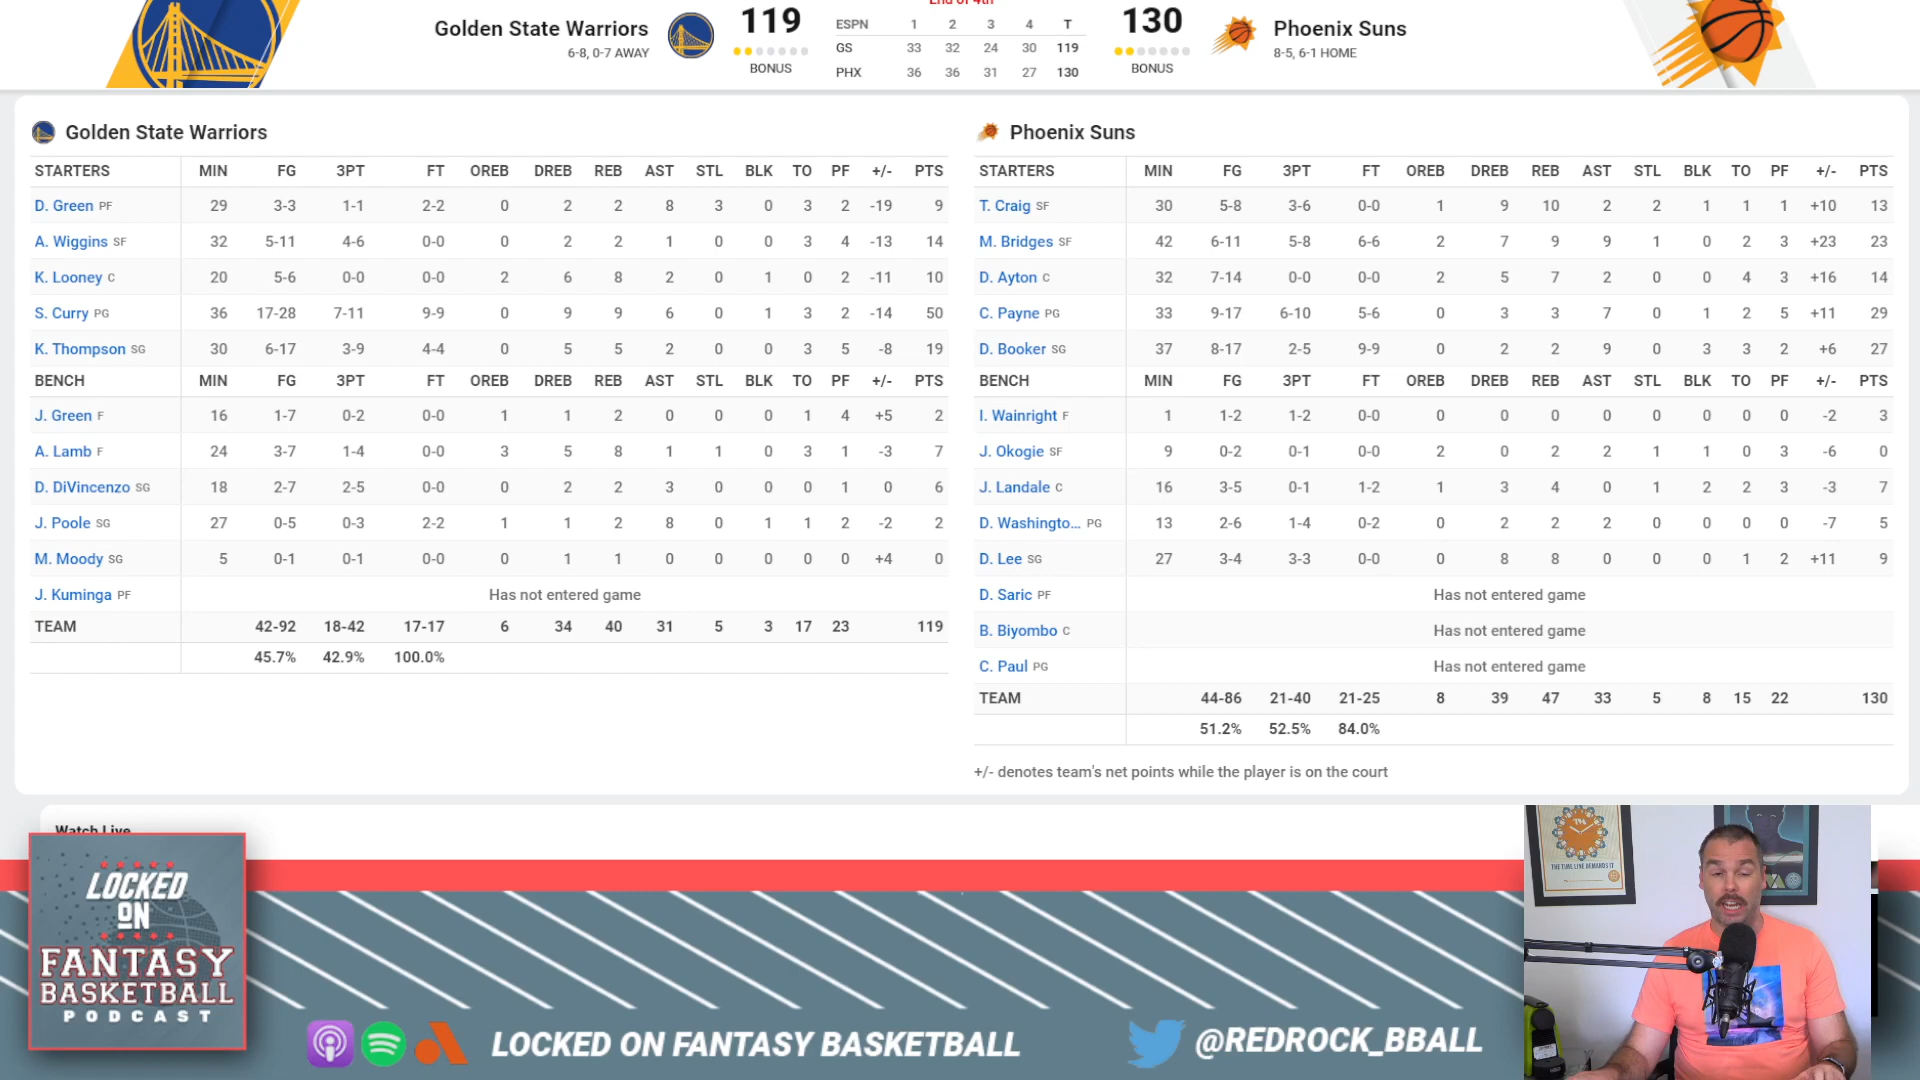 End of 4th
Golden State Warriors
6-8, 0-7 AWAY
119
BONUS
ESPN 1 2 3 4 T
GS 33 32 24 30 119
PHX 36 36 31 27 130
130
BONUS
Phoenix Suns
8-5, 6-1 HOME
Golden State Warriors
STARTERS MIN FG 3PT FT OREB DREB REB AST STL BLK TO PF +/- PTS
D. Green PF 29 3-3 1-1 2-2 0 2 2 8 3 0 3 2 -19 9
A. Wiggins SF 32 5-11 4-6 0-0 0 2 2 1 0 0 3 4 -13 14
K. Looney C 20 5-6 0-0 0-0 2 6 8 2 0 1 0 2 -11 10
S. Curry PG 36 17-28 7-11 9-9 0 9 9 6 0 1 3 2 -14 50
K. Thompson SG 30 6-17 3-9 4-4 0 5 5 2 0 0 3 5 -8 19
BENCH MIN FG 3PT FT OREB DREB REB AST STL BLK TO PF +/- PTS
J. Green F 16 1-7 0-2 0-0 1 1 2 0 0 0 1 4 +5 2
A. Lamb F 24 3-7 1-4 0-0 3 5 8 1 1 0 3 1 -3 7
D. DiVincenzo SG 18 2-7 2-5 0-0 0 2 2 3 0 0 0 1 0 6
J. Poole SG 27 0-5 0-3 2-2 1 1 2 8 0 1 1 2 -2 2
M. Moody SG 5 0-1 0-1 0-0 0 1 1 0 0 0 0 0 +4 0
J. Kuminga PF Has not entered game
TEAM 42-92 18-42 17-17 6 34 40 31 5 3 17 23 119
45.7% 42.9% 100.0%
Phoenix Suns
STARTERS MIN FG 3PT FT OREB DREB REB AST STL BLK TO PF +/- PTS
T. Craig SF 30 5-8 3-6 0-0 1 9 10 2 2 1 1 1 +10 13
M. Bridges SF 42 6-11 5-8 6-6 2 7 9 9 1 0 2 3 +23 23
D. Ayton C 32 7-14 0-0 0-0 2 5 7 2 0 0 4 3 +16 14
C. Payne PG 33 9-17 6-10 5-6 0 3 3 7 0 1 2 5 +11 29
D. Booker SG 37 8-17 2-5 9-9 0 2 2 9 0 3 3 2 +6 27
BENCH MIN FG 3PT FT OREB DREB REB AST STL BLK TO PF +/- PTS
I. Wainright F 1 1-2 1-2 0-0 0 0 0 0 0 0 0 0 -2 3
J. Okogie SF 9 0-2 0-1 0-0 2 0 2 2 1 1 0 3 -6 0
J. Landale C 16 3-5 0-1 1-2 1 3 4 0 1 2 2 3 -3 7
D. Washingto... PG 13 2-6 1-4 0-2 0 2 2 2 0 0 0 0 -7 5
D. Lee SG 27 3-4 3-3 0-0 0 8 8 0 0 0 1 2 +11 9
D. Saric PF Has not entered game
B. Biyombo C Has not entered game
C. Paul PG Has not entered game
TEAM 44-86 21-40 21-25 8 39 47 33 5 8 15 22 130
51.2% 52.5% 84.0%
+/- denotes team's net points while the player is on the court
Watch Live
LOCKED
ON
FANTASY
BASKETBALL
PODCAST
LOCKED ON FANTASY BASKETBALL
@REDROCK_BBALL
THE TIME LINE DEMANDS IT